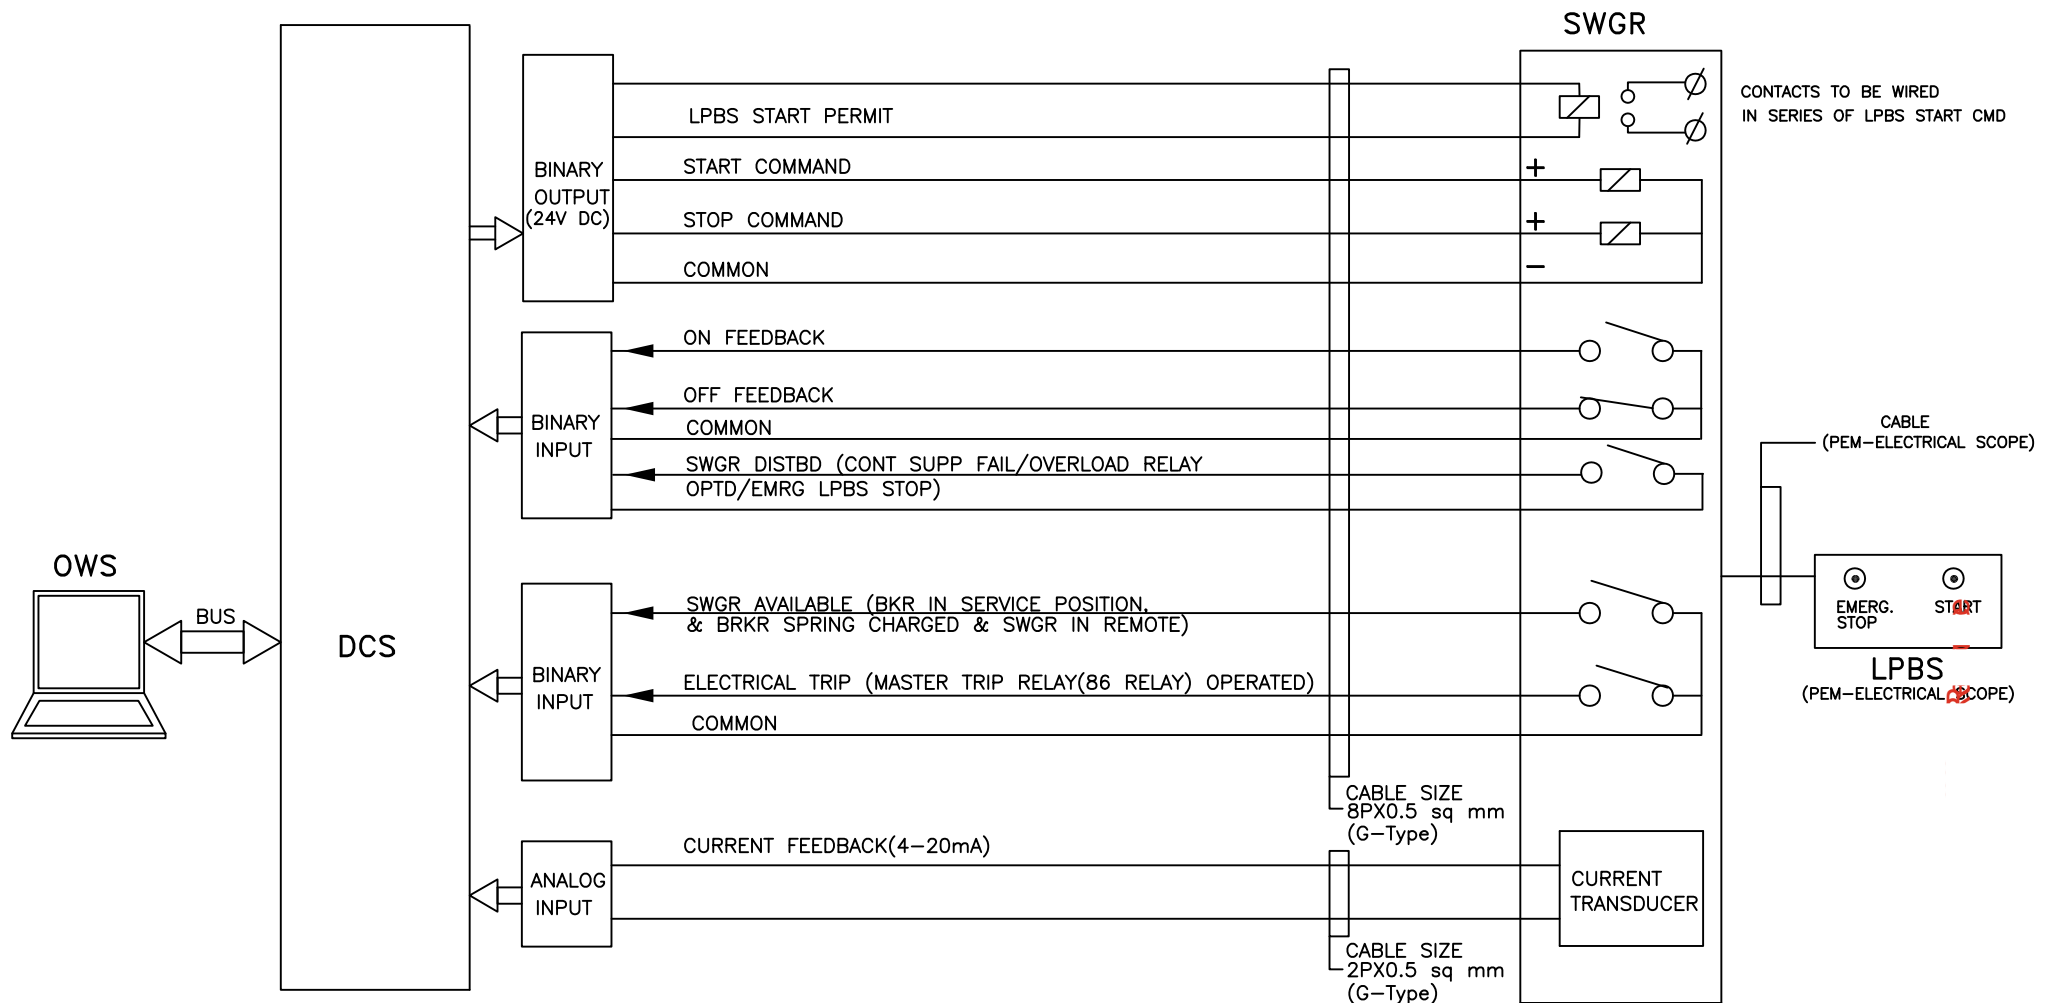 SWGR
CONTACTS TO BE WIRED
IN SERIES OF LPBS START CMD
LPBS START PERMIT
BINARY
OUTPUT
(24V DC)
START COMMAND
+
STOP COMMAND
+
COMMON
−
ON FEEDBACK
OFF FEEDBACK
COMMON
BINARY
INPUT
SWGR DISTBD (CONT SUPP FAIL/OVERLOAD RELAY
OPTD/EMRG LPBS STOP)
CABLE
(PEM-ELECTRICAL SCOPE)
OWS
BUS
DCS
SWGR AVAILABLE (BKR IN SERVICE POSITION,
& BRKR SPRING CHARGED & SWGR IN REMOTE)
BINARY
INPUT
ELECTRICAL TRIP (MASTER TRIP RELAY(86 RELAY) OPERATED)
COMMON
EMERG.
STOP
START
LPBS
(PEM-ELECTRICAL SCOPE)
CABLE SIZE
8PX0.5 sq mm
(G-Type)
CURRENT FEEDBACK(4-20mA)
ANALOG
INPUT
CURRENT
TRANSDUCER
CABLE SIZE
2PX0.5 sq mm
(G-Type)